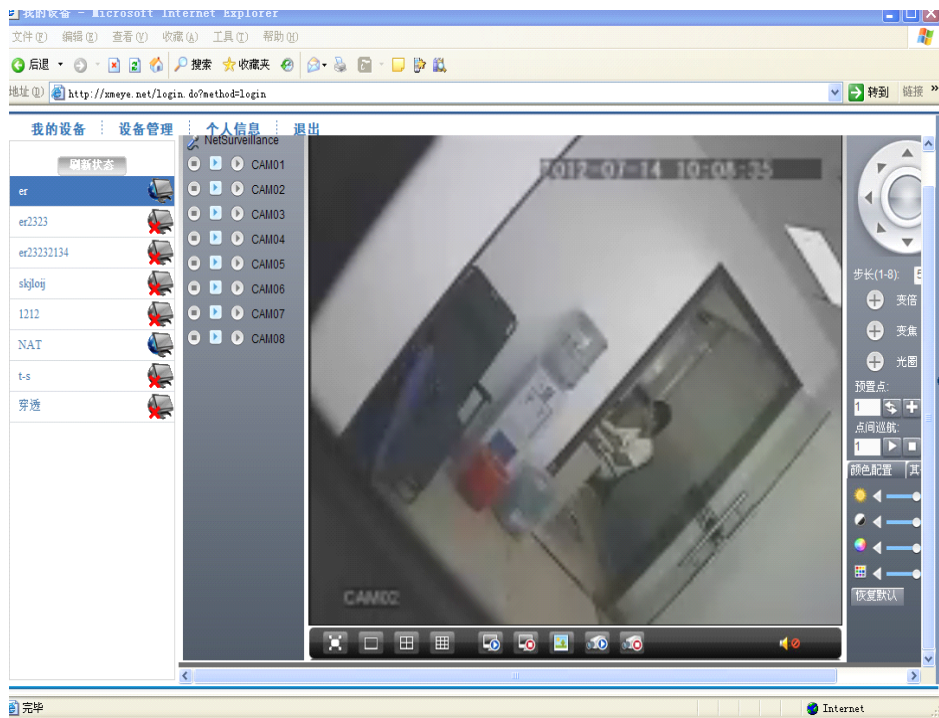 我的设备 - Microsoft Internet Explorer
文件(F) 编辑(E) 查看(V) 收藏(A) 工具(T) 帮助(H)
后退 搜索 收藏夹
地址(D) http://xmeye.net/login.do?method=login 转到 链接 »
我的设备 设备管理 个人信息 退出
刷新状态
er
er2323
er23232134
skjloij
1212
NAT
t-s
穿透
NetSurveillance
CAM01
CAM02
CAM03
CAM04
CAM05
CAM06
CAM07
CAM08
2012-07-14 10:08:35
CAM02
步长(1-8): 5
变倍
变焦
光圈
预置点:
1
点间巡航:
1
颜色配置 其
恢复默认
完毕 Internet